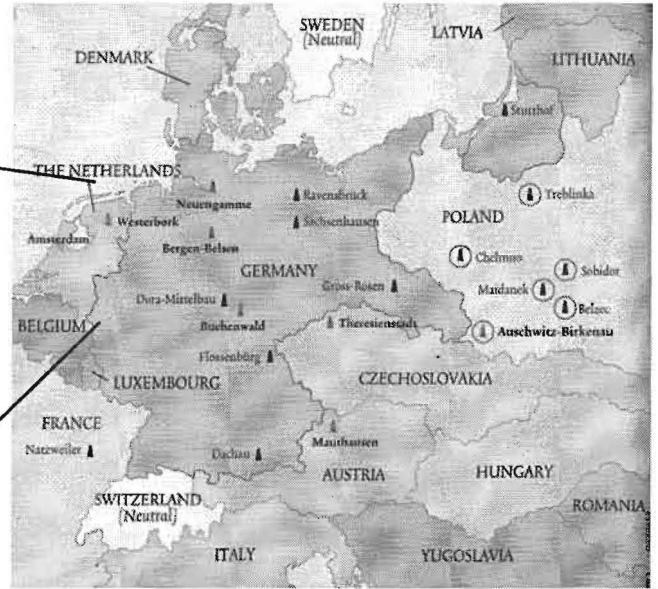 SWEDEN
(Neutral)
LATVIA
DENMARK
LITHUANIA
Stutthof
THE NETHERLANDS
Neuengamme
Ravensbrück
Treblinka
Westerbork
Sachsenhausen
POLAND
Amsterdam
Bergen-Belsen
Chelmno
Sobidor
GERMANY
Gross-Rosen
Maidanek
Dora-Mittelbau
Belzec
BELGIUM
Buchenwald
Theresienstadt
Auschwitz-Birkenau
Flossenbürg
LUXEMBOURG
CZECHOSLOVAKIA
FRANCE
Natzweiler
Mauthausen
Dachau
AUSTRIA
HUNGARY
SWITZERLAND
(Neutral)
ROMANIA
ITALY
YUGOSLAVIA